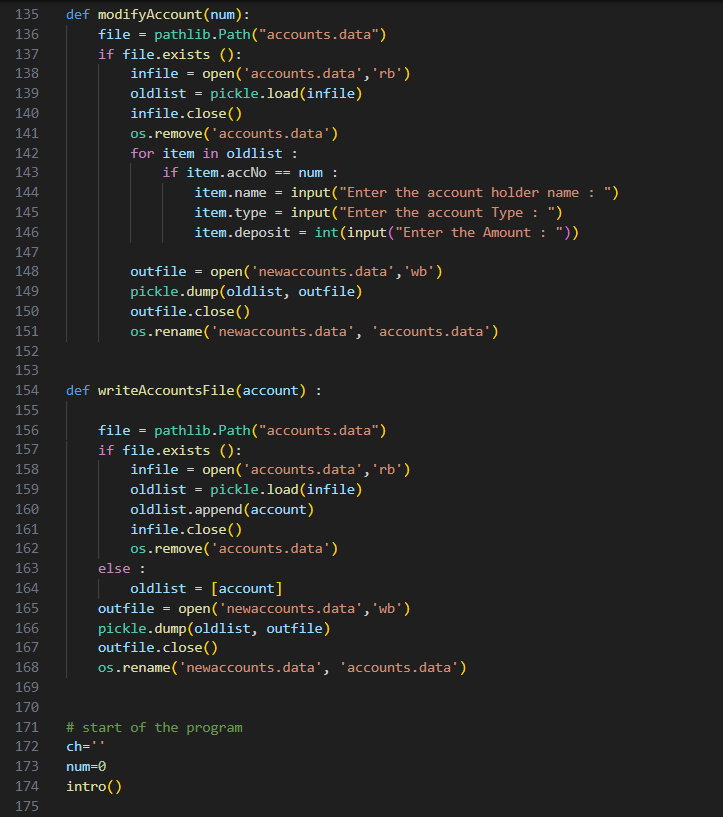 135 def modifyAccount(num):
136     file = pathlib.Path("accounts.data")
137     if file.exists ():
138         infile = open('accounts.data','rb')
139         oldlist = pickle.load(infile)
140         infile.close()
141         os.remove('accounts.data')
142         for item in oldlist :
143             if item.accNo == num :
144                 item.name = input("Enter the account holder name : ")
145                 item.type = input("Enter the account Type : ")
146                 item.deposit = int(input("Enter the Amount : "))
147
148         outfile = open('newaccounts.data','wb')
149         pickle.dump(oldlist, outfile)
150         outfile.close()
151         os.rename('newaccounts.data', 'accounts.data')
152
153
154 def writeAccountsFile(account) :
155
156     file = pathlib.Path("accounts.data")
157     if file.exists ():
158         infile = open('accounts.data','rb')
159         oldlist = pickle.load(infile)
160         oldlist.append(account)
161         infile.close()
162         os.remove('accounts.data')
163     else :
164         oldlist = [account]
165     outfile = open('newaccounts.data','wb')
166     pickle.dump(oldlist, outfile)
167     outfile.close()
168     os.rename('newaccounts.data', 'accounts.data')
169
170
171 # start of the program
172 ch=''
173 num=0
174 intro()
175